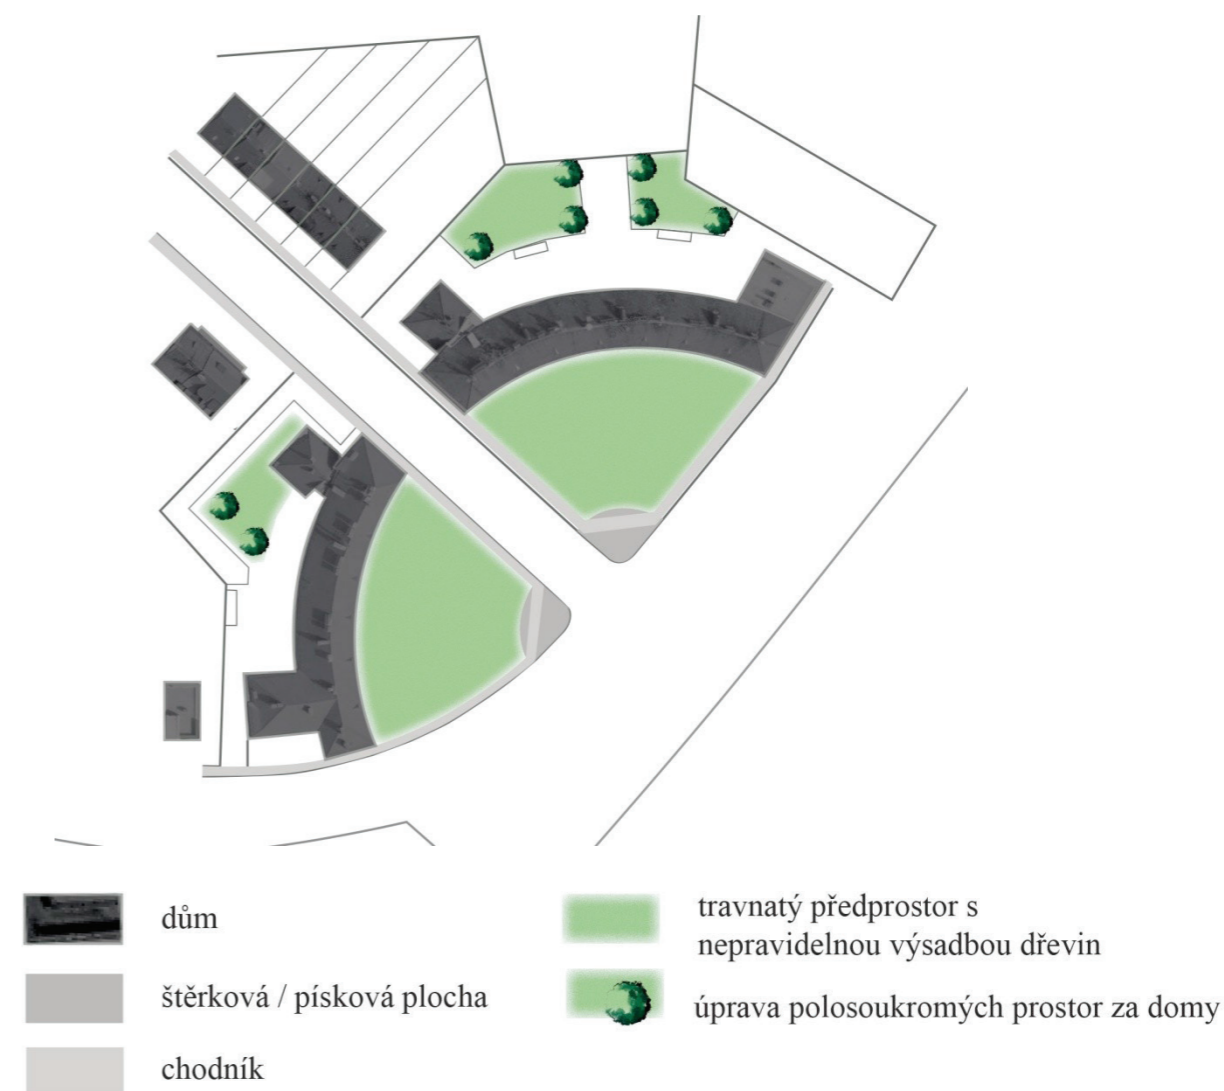 dům
štěrková / písková plocha
chodník
travnatý předprostor s
nepravidelnou výsadbou dřevin
úprava polosoukromých prostor za domy